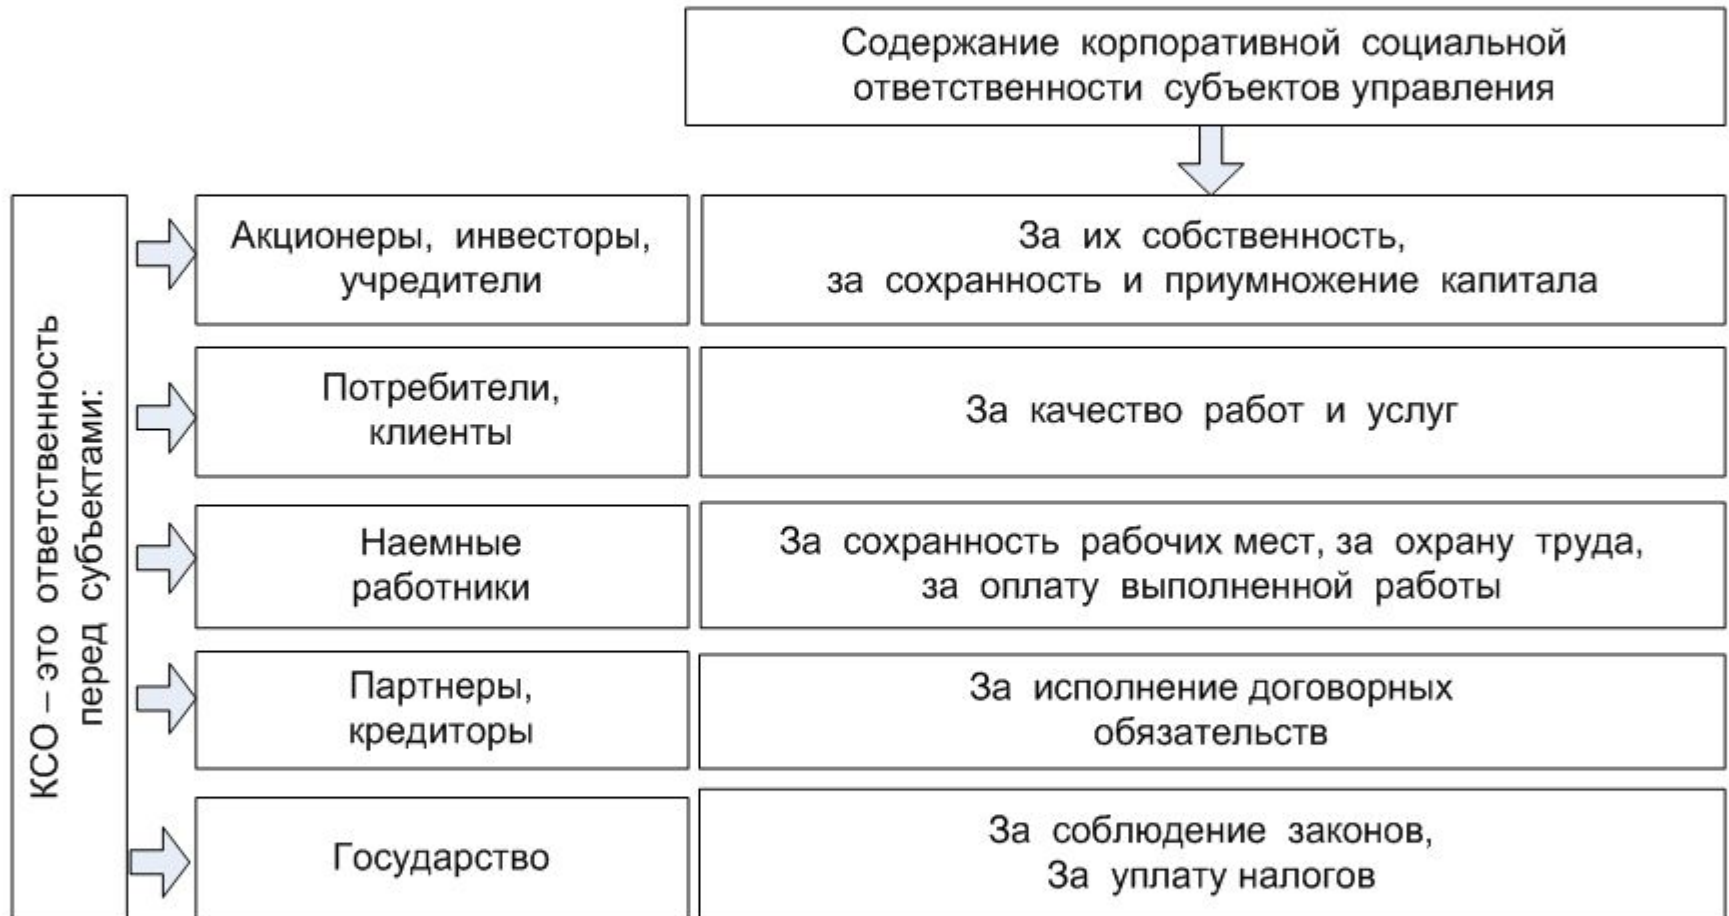 Содержание корпоративной социальной
ответственности субъектов управления
КСО – это ответственность
перед субъектами:
Акционеры, инвесторы,
учредители
За их собственность,
за сохранность и приумножение капитала
Потребители,
клиенты
За качество работ и услуг
Наемные
работники
За сохранность рабочих мест, за охрану труда,
за оплату выполненной работы
Партнеры,
кредиторы
За исполнение договорных
обязательств
Государство
За соблюдение законов,
За уплату налогов